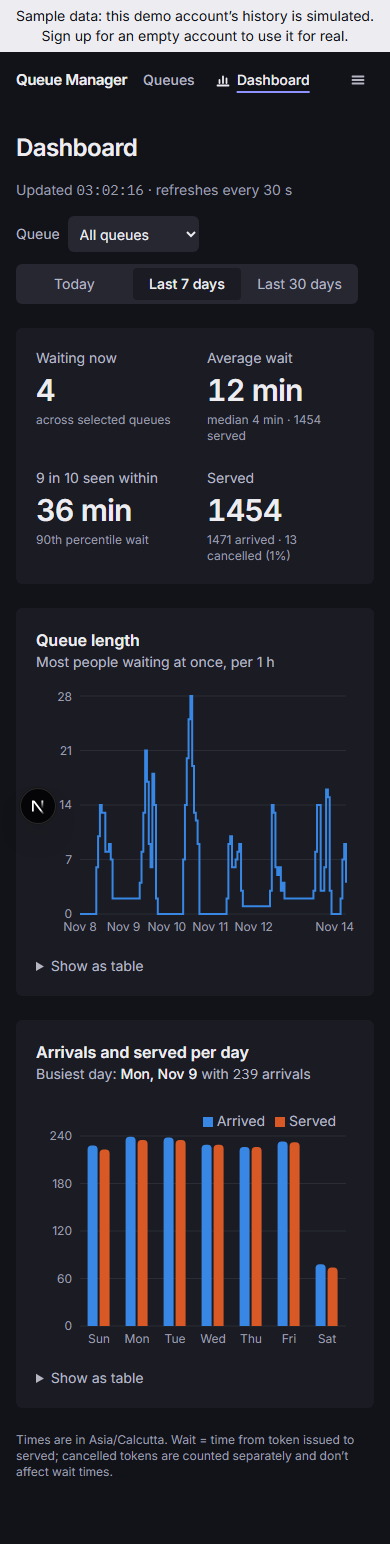 Sample data: this demo account’s history is simulated.
Sign up for an empty account to use it for real.
Queue Manager Queues Dashboard
Dashboard
Updated 03:02:16 · refreshes every 30 s
Queue All queues
Today Last 7 days Last 30 days
Waiting now
4
across selected queues
Average wait
12 min
median 4 min · 1454
served
9 in 10 seen within
36 min
90th percentile wait
Served
1454
1471 arrived · 13
cancelled (1%)
Queue length
Most people waiting at once, per 1 h
28
21
14
7
0
Nov 8 Nov 9 Nov 10 Nov 11 Nov 12 Nov 14
N
Show as table
Arrivals and served per day
Busiest day: Mon, Nov 9 with 239 arrivals
Arrived Served
240
180
120
60
0
Sun Mon Tue Wed Thu Fri Sat
Show as table
Times are in Asia/Calcutta. Wait = time from token issued to
served; cancelled tokens are counted separately and don’t
affect wait times.